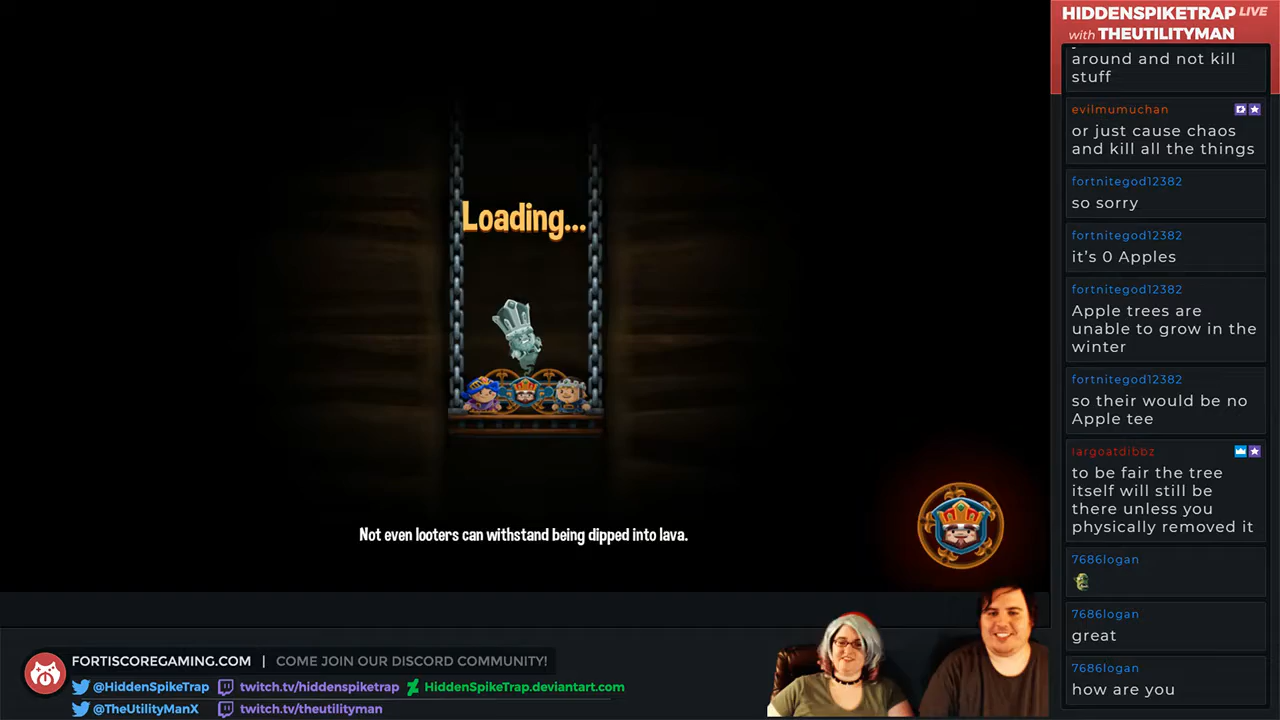 HIDDENSPIKETRAP LIVE
with THEUTILITYMAN
around and not kill
stuff
evilmumuchan
or just cause chaos
and kill all the things
fortnitegod12382
so sorry
fortnitegod12382
it's 0 Apples
fortnitegod12382
Apple trees are
unable to grow in the
winter
fortnitegod12382
so their would be no
Apple tee
largoatdibbz
to be fair the tree
itself will still be
there unless you
physically removed it
7686logan
7686logan
great
7686logan
how are you
Loading...
Not even looters can withstand being dipped into lava.
FORTISCOREGAMING.COM | COME JOIN OUR DISCORD COMMUNITY!
@HiddenSpikeTrap twitch.tv/hiddenspiketrap HiddenSpikeTrap.deviantart.com
@TheUtilityManX twitch.tv/theutilityman